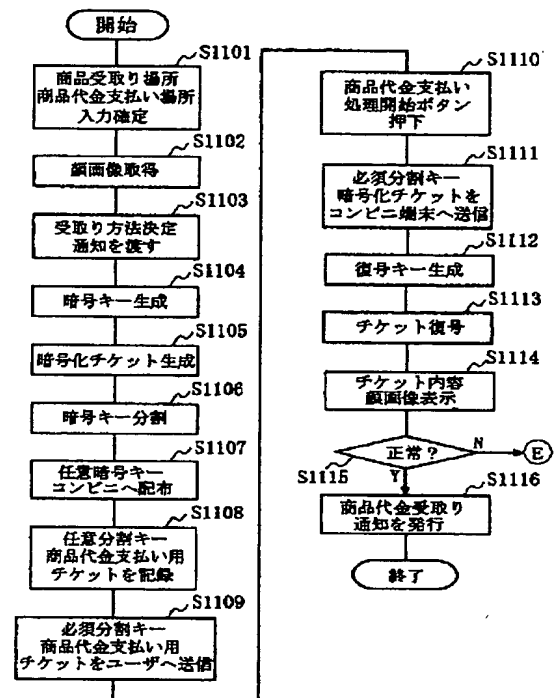 開始
S1101
商品受取り場所
商品代金支払い場所
入力確定
S1102
顔画像取得
S1103
受取り方法決定
通知を渡す
S1104
暗号キー生成
S1105
暗号化チケット生成
S1106
暗号キー分割
S1107
任意暗号キー
コンビニへ配布
S1108
任意分割キー
商品代金支払い用
チケットを記録
S1109
必須分割キー
商品代金支払い用
チケットをユーザへ送信
S1110
商品代金支払い
処理開始ボタン
押下
S1111
必須分割キー
暗号化チケットを
コンビニ端末へ送信
S1112
復号キー生成
S1113
チケット復号
S1114
チケット内容
顔画像表示
正常?
N
E
S1115
Y
S1116
商品代金受取り
通知を発行
終了